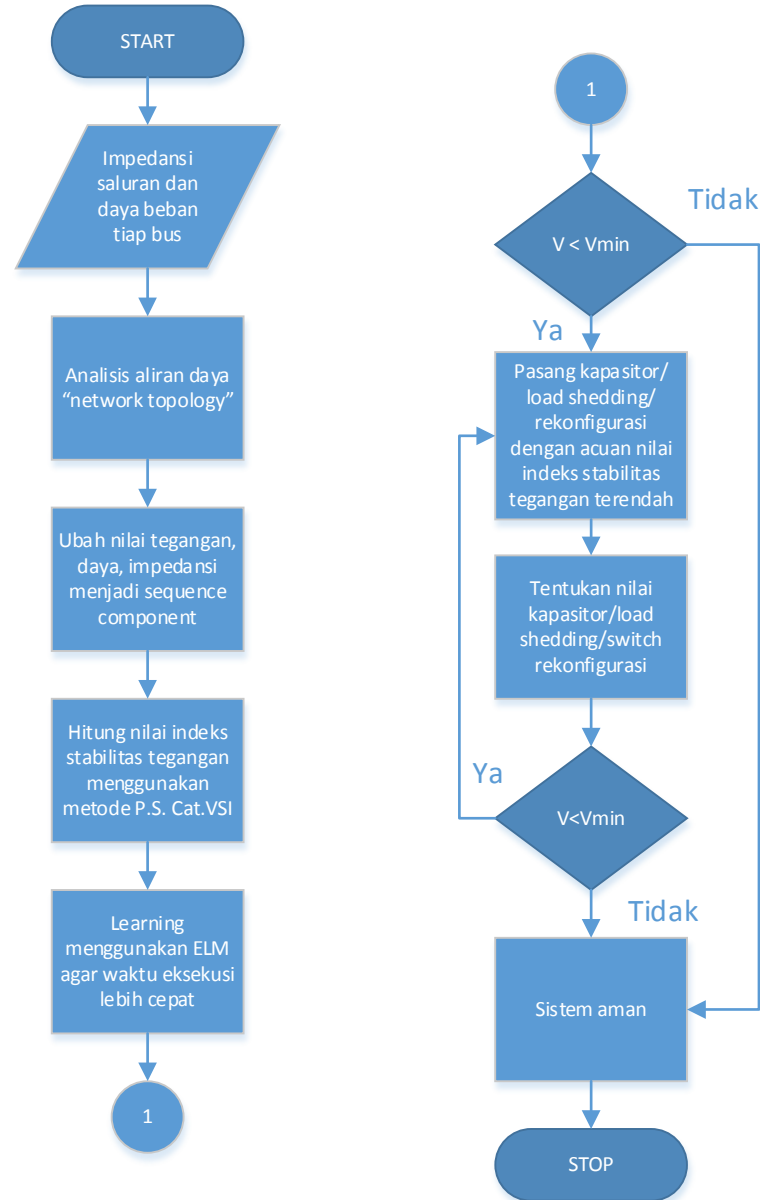 START
Impedansi
saluran dan
daya beban
tiap bus
Analisis aliran daya
“network topology”
Ubah nilai tegangan,
daya, impedansi
menjadi sequence
component
Hitung nilai indeks
stabilitas tegangan
menggunakan
metode P.S. Cat.VSI
Learning
menggunakan ELM
agar waktu eksekusi
lebih cepat
1
1
V < Vmin
Tidak
Ya
Pasang kapasitor/
load shedding/
rekonfigurasi
dengan acuan nilai
indeks stabilitas
tegangan terendah
Tentukan nilai
kapasitor/load
shedding/switch
rekonfigurasi
Ya
V<Vmin
Tidak
Sistem aman
STOP